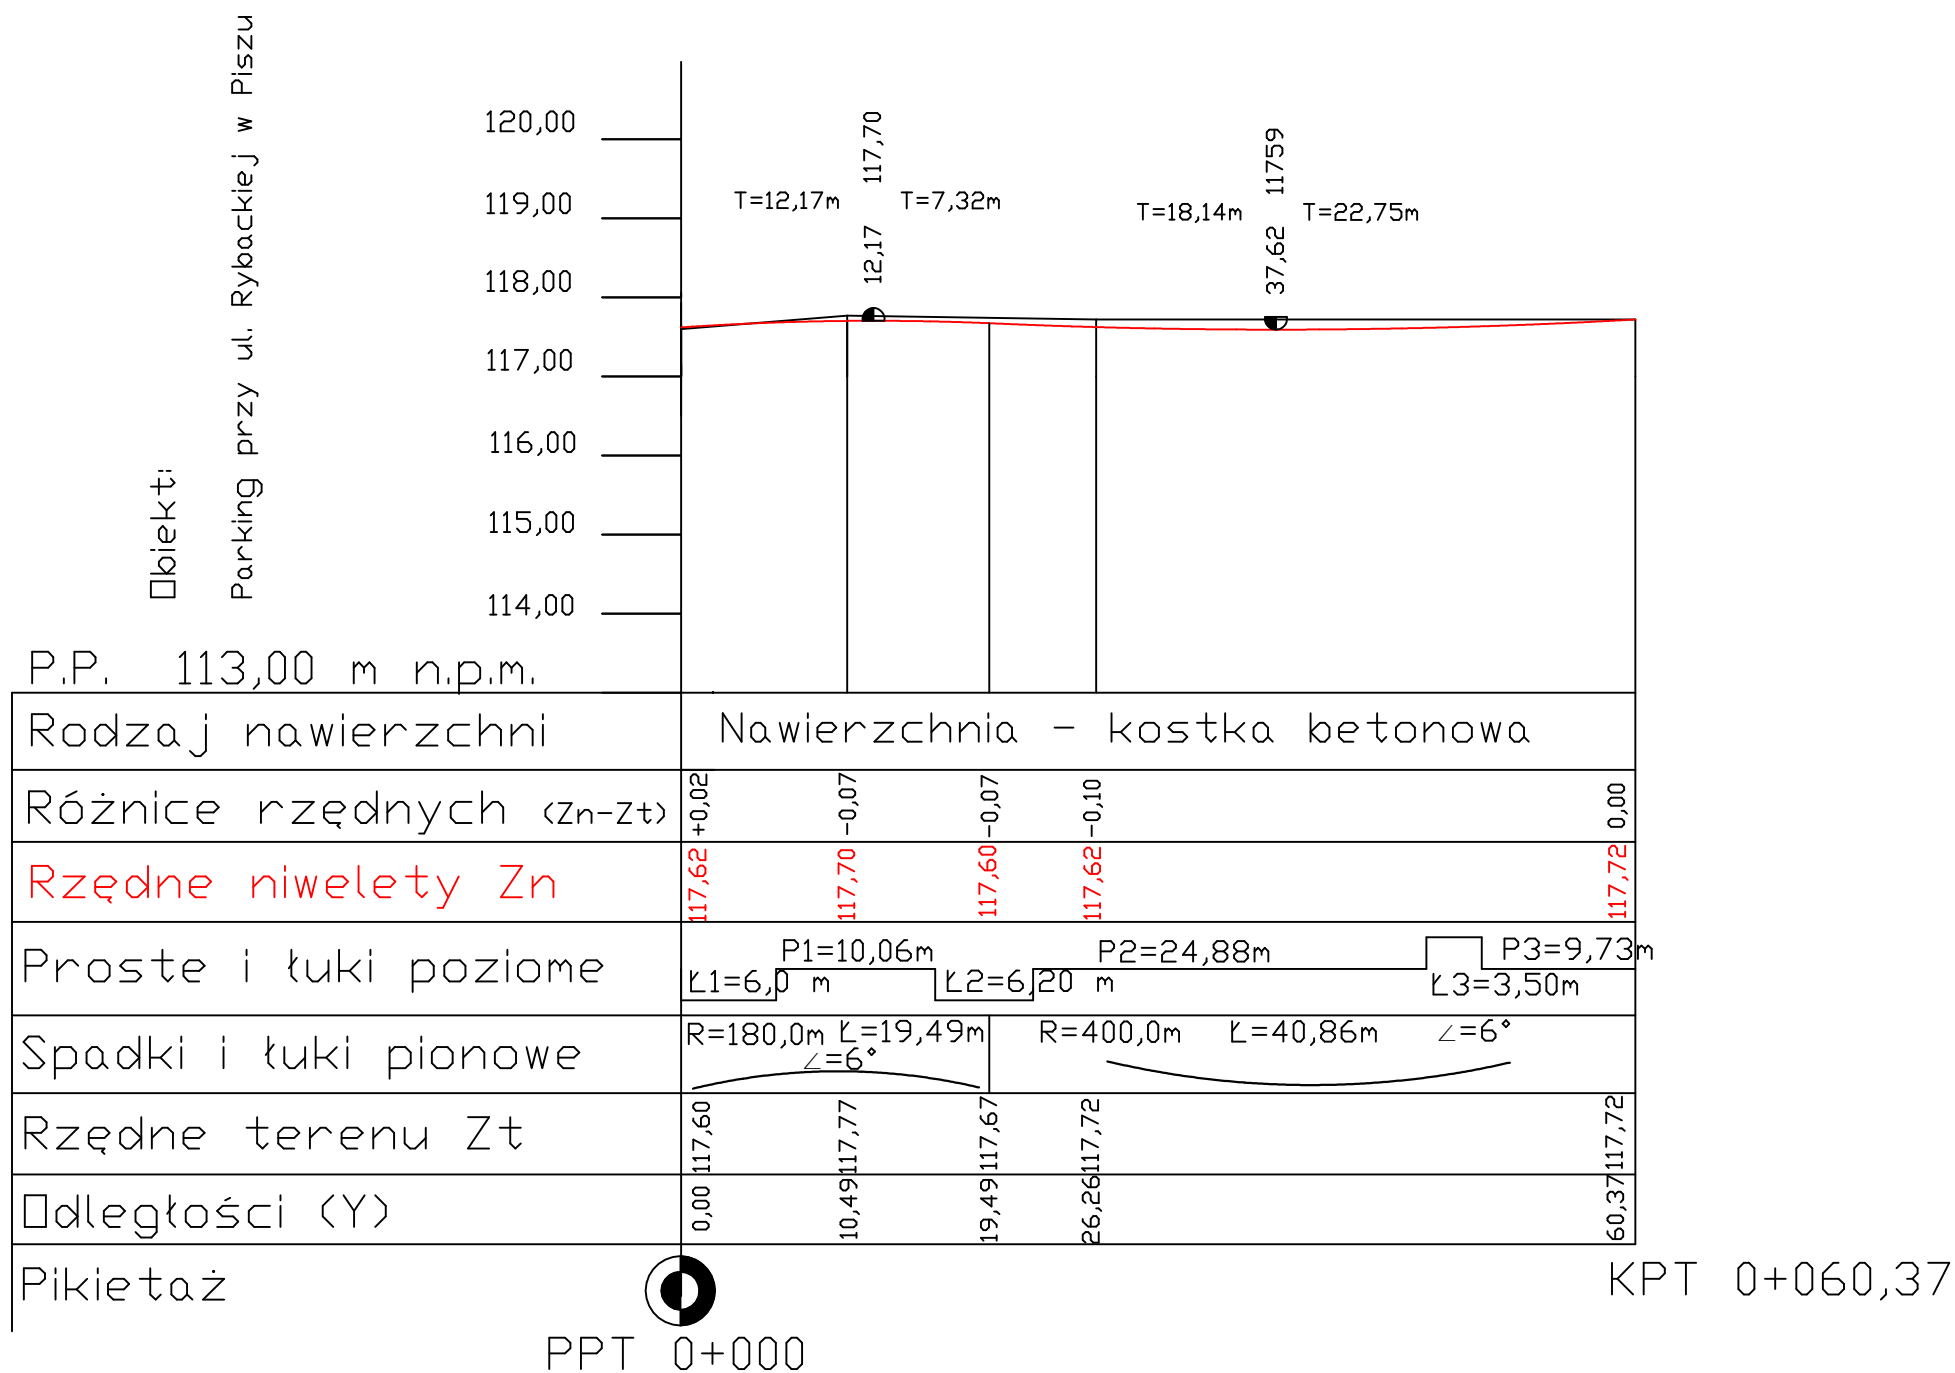 Obiekt:
Parking przy ul. Rybackiej w Piszu
120,00
119,00
118,00
117,00
116,00
115,00
114,00
T=12,17m
12,17 117,70
T=7,32m
T=18,14m
37,62 11759
T=22,75m
P.P. 113,00 m n.p.m.
Rodzaj nawierzchni
Nawierzchnia - kostka betonowa
Różnice rzędnych (Zn-Zt)
+0,02
-0,07
-0,07
-0,10
0,00
Rzędne niwelety Zn
117,62
117,70
117,60
117,62
117,72
Proste i łuki poziome
Ł1=6,0 m
P1=10,06m
Ł2=6,20 m
P2=24,88m
Ł3=3,50m
P3=9,73m
Spadki i łuki pionowe
R=180,0m Ł=19,49m
∠=6°
R=400,0m Ł=40,86m ∠=6°
Rzędne terenu Zt
117,60
117,77
117,67
117,72
117,72
Odległości (Y)
0,00
10,49
19,49
26,26
60,37
Pikietaż
PPT 0+000
KPT 0+060,37